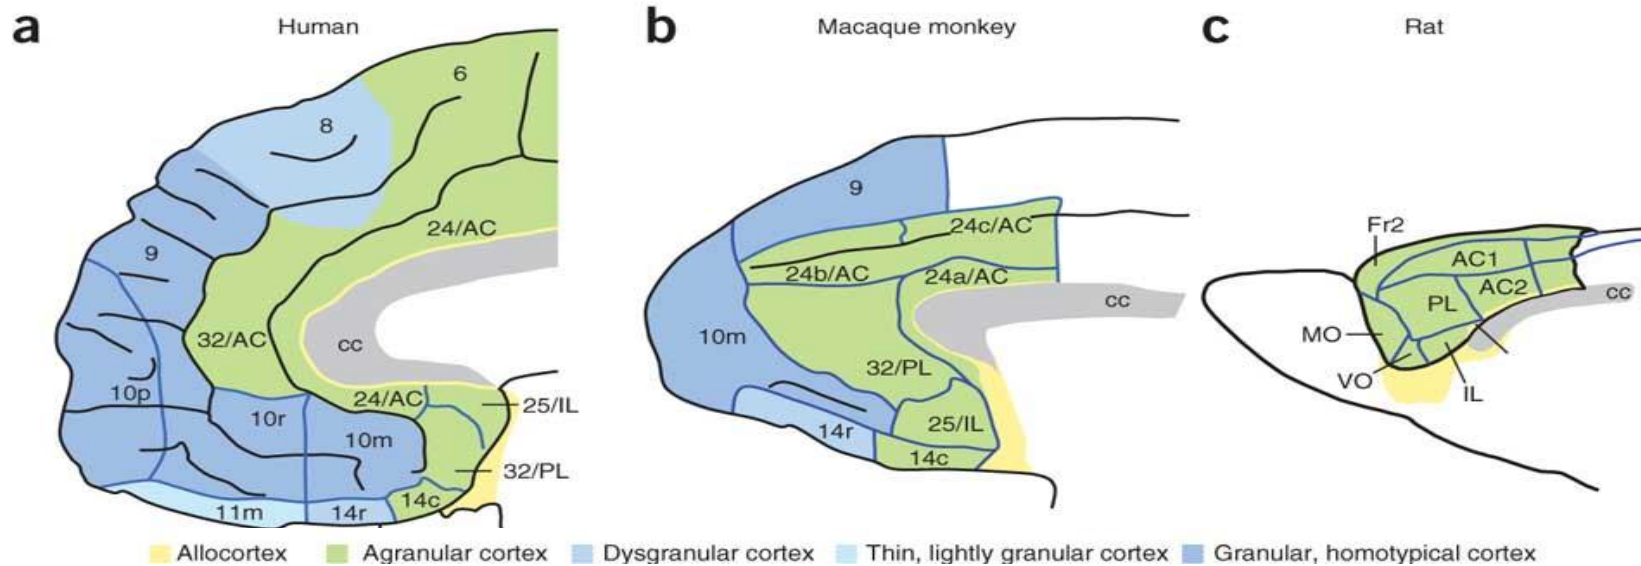 a Human
6
8
9
24/AC
32/AC
cc
10p
24/AC
25/IL
10r
10m
32/PL
14c
11m
14r
b Macaque monkey
9
24c/AC
24b/AC
24a/AC
cc
10m
32/PL
14r
25/IL
14c
c Rat
Fr2
AC1
AC2
PL
cc
MO
VO
IL
Allocortex Agranular cortex Dysgranular cortex Thin, lightly granular cortex Granular, homotypical cortex